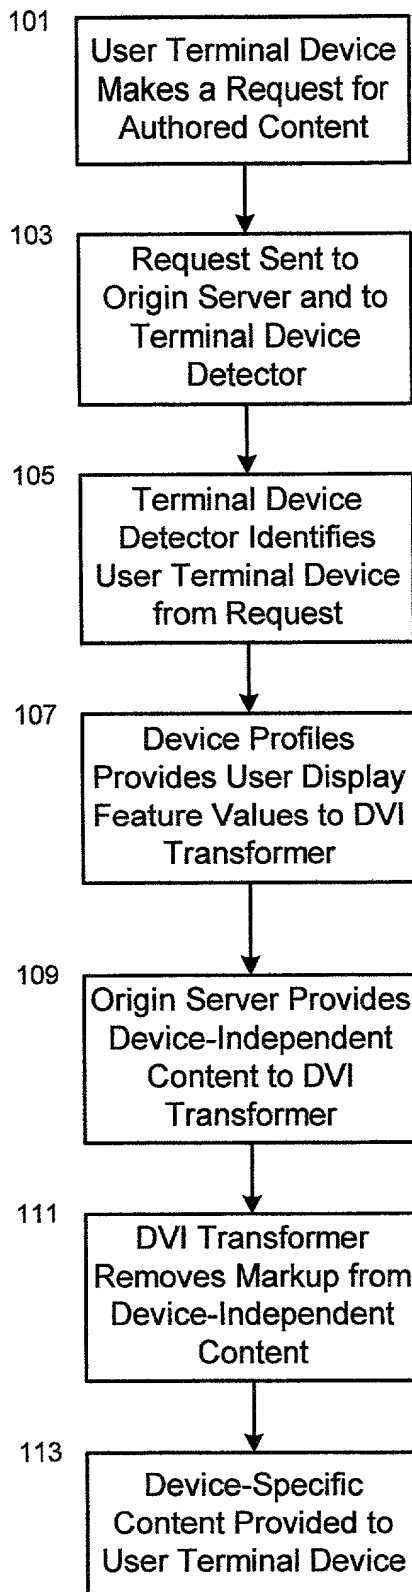 101
User Terminal Device
Makes a Request for
Authored Content
103
Request Sent to
Origin Server and to
Terminal Device
Detector
105
Terminal Device
Detector Identifies
User Terminal Device
from Request
107
Device Profiles
Provides User Display
Feature Values to DVI
Transformer
109
Origin Server Provides
Device-Independent
Content to DVI
Transformer
111
DVI Transformer
Removes Markup from
Device-Independent
Content
113
Device-Specific
Content Provided to
User Terminal Device